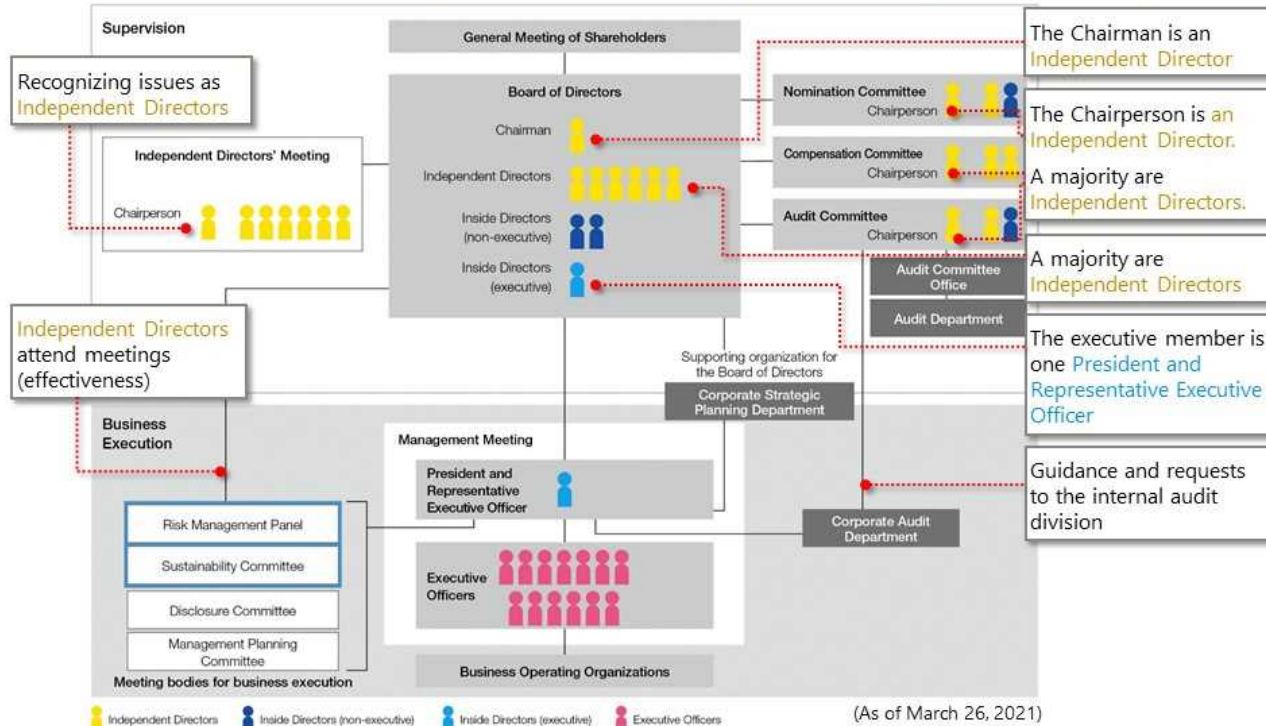 Supervision
General Meeting of Shareholders
The Chairman is an
Independent Director
Recognizing issues as
Independent Directors
Board of Directors
Chairman
Nomination Committee
Chairperson
The Chairperson is an
Independent Director.
Independent Directors' Meeting
Chairperson
Independent Directors
Compensation Committee
Chairperson
A majority are
Independent Directors.
Inside Directors
(non-executive)
Audit Committee
Chairperson
Inside Directors
(executive)
Audit Committee
Office
Audit Department
A majority are
Independent Directors
Independent Directors
attend meetings
(effectiveness)
Supporting organization for
the Board of Directors
Corporate Strategic
Planning Department
The executive member is
one President and
Representative Executive
Officer
Business
Execution
Management Meeting
President and
Representative
Executive Officer
Guidance and requests
to the internal audit
division
Corporate Audit
Department
Risk Management Panel
Sustainability Committee
Disclosure Committee
Management Planning
Committee
Meeting bodies for business execution
Executive
Officers
Business Operating Organizations
Independent Directors
Inside Directors (non-executive)
Inside Directors (executive)
Executive Officers
(As of March 26, 2021)